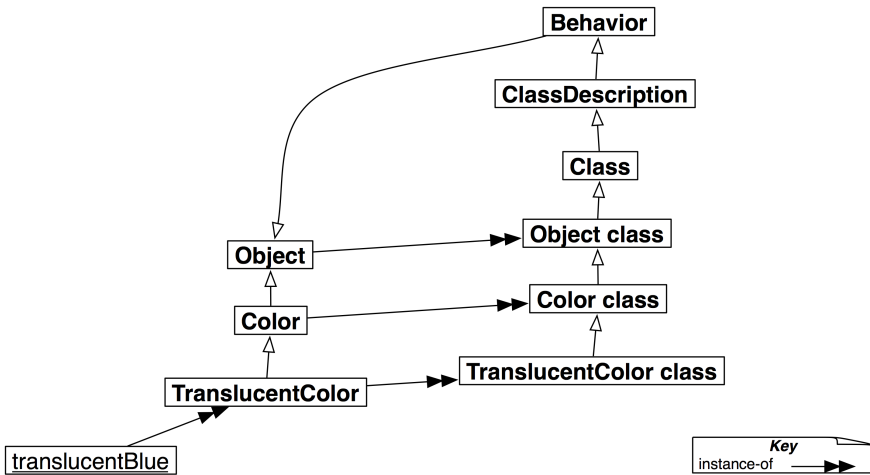 Behavior
ClassDescription
Class
Object class
Object
Color class
Color
TranslucentColor class
TranslucentColor
translucentBlue
Key
instance-of